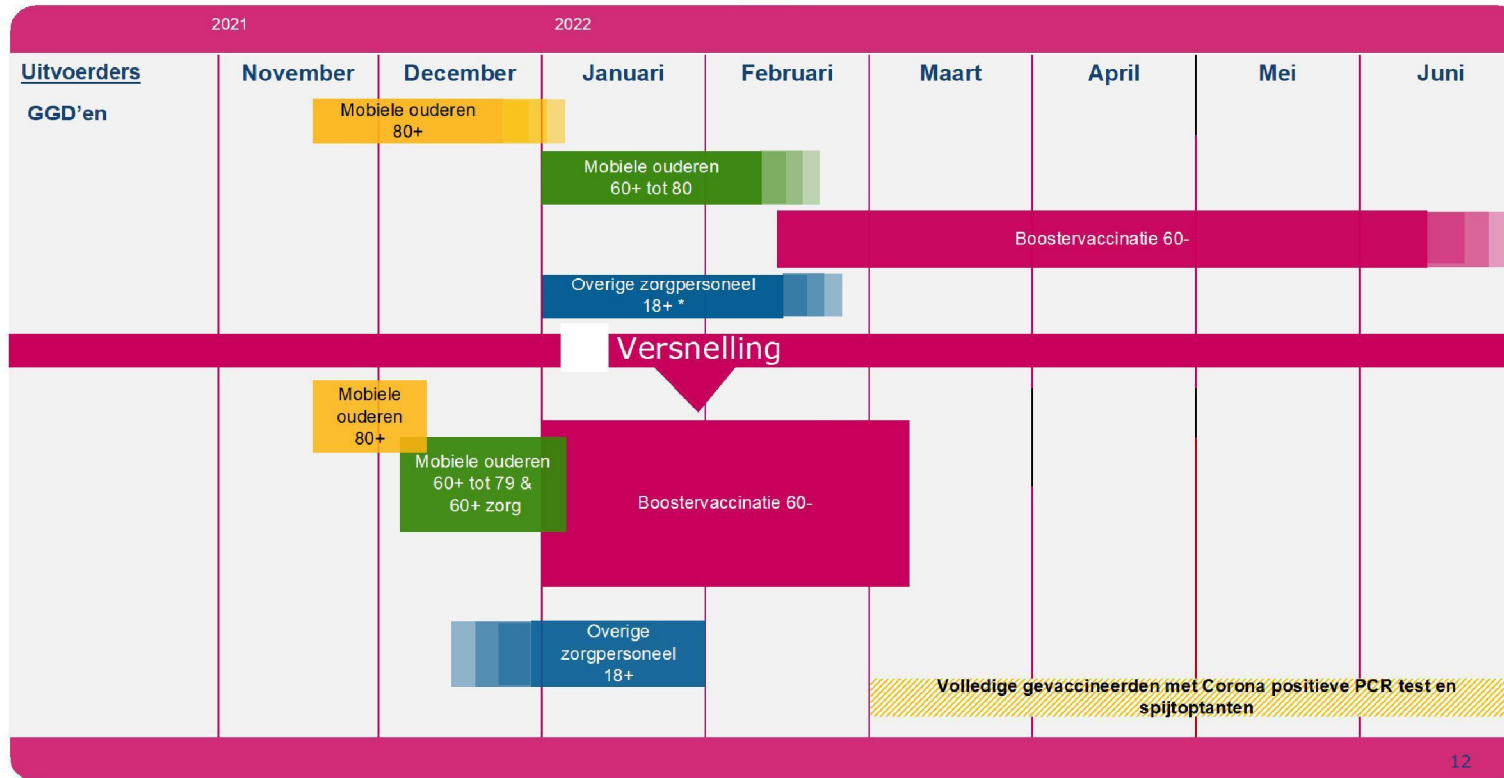 2021
2022
Uitvoerders
November
December
Januari
Februari
Maart
April
Mei
Juni
GGD'en
Mobiele ouderen
80+
Mobiele ouderen
60+ tot 80
Boostervaccinatie 60-
Overige zorgpersoneel
18+ *
Versnelling
Mobiele
ouderen
80+
Mobiele ouderen
60+ tot 79 &
60+ zorg
Boostervaccinatie 60-
Overige
zorgpersoneel
18+
Volledige gevaccineerden met Corona positieve PCR test en
spijtoptanten
12